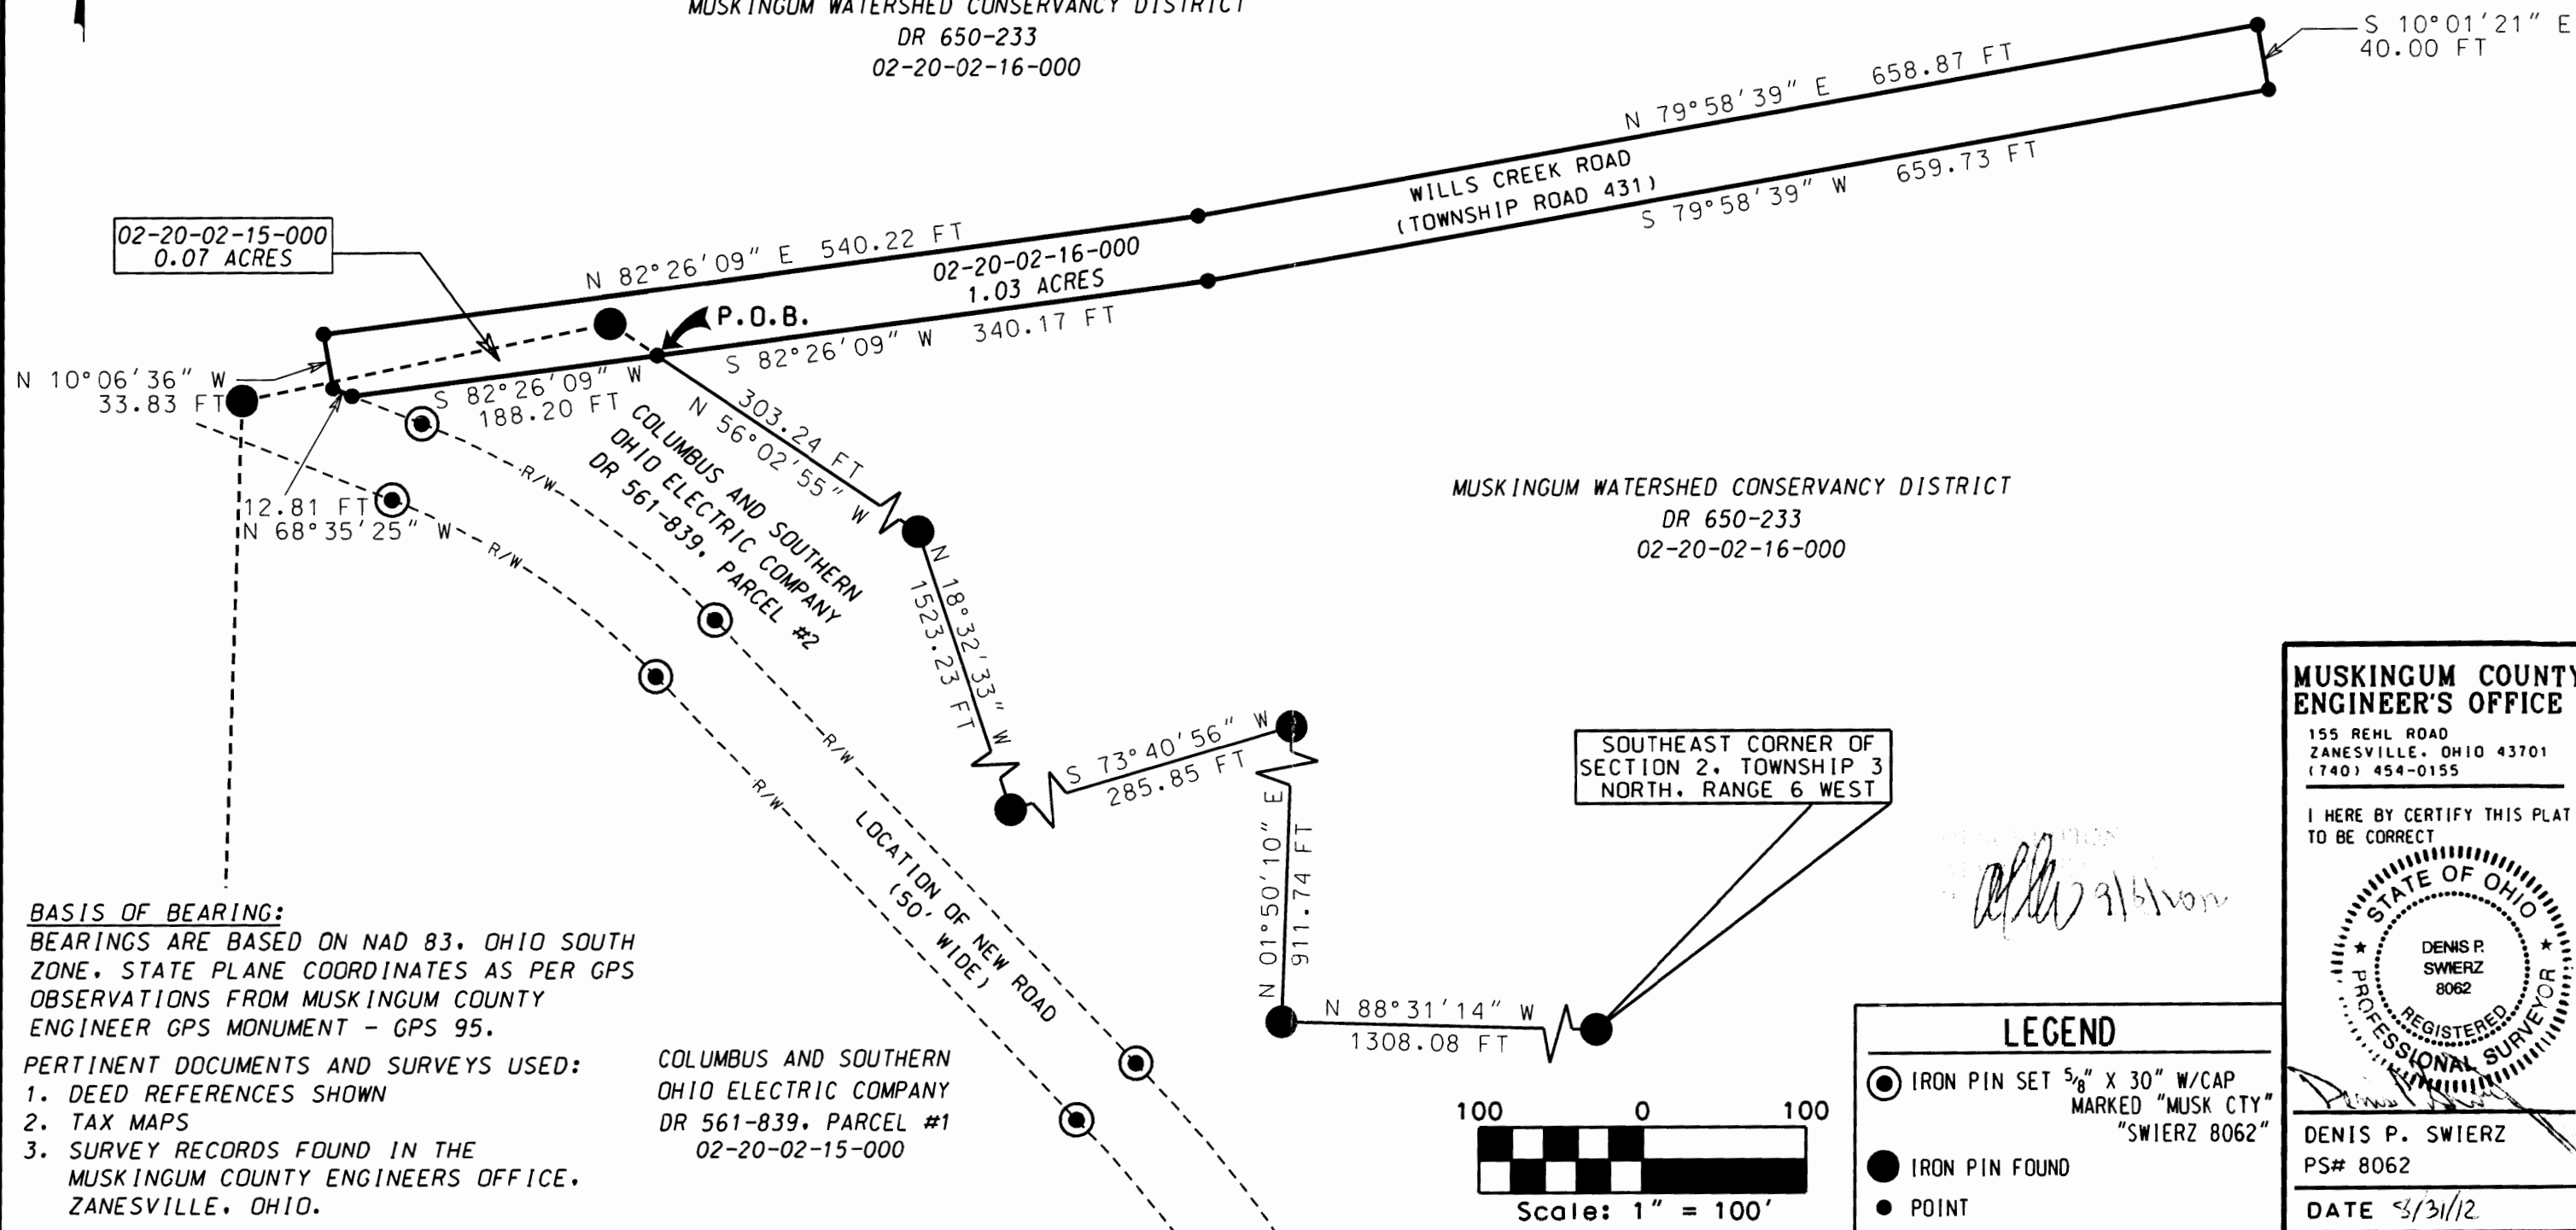 MUSKINGUM WATERSHED CONSERVANCY DISTRICT
DR 650-233
02-20-02-16-000
S 10°01'21" E
40.00 FT
N 79°58'39" E 658.87 FT
WILLS CREEK ROAD
(TOWNSHIP ROAD 431)
S 79°58'39" W 659.73 FT
02-20-02-15-000
0.07 ACRES
N 82°26'09" E 540.22 FT
02-20-02-16-000
1.03 ACRES
P.O.B.
S 82°26'09" W 340.17 FT
N 10°06'36" W
33.83 FT
S 82°26'09" W
188.20 FT
12.81 FT
N 68°35'25" W
303.24 FT
N 56°02'55" W
COLUMBUS AND SOUTHERN
OHIO ELECTRIC COMPANY
DR 561-839, PARCEL #2
R/W
R/W
N 18°32'33" W
1523.23 FT
MUSKINGUM WATERSHED CONSERVANCY DISTRICT
DR 650-233
02-20-02-16-000
R/W
R/W
S 73°40'56" W
285.85 FT
N 01°50'10" E
911.74 FT
N 88°31'14" W
1308.08 FT
SOUTHEAST CORNER OF
SECTION 2, TOWNSHIP 3
NORTH, RANGE 6 WEST
LOCATION OF NEW ROAD
(50' WIDE)
BASIS OF BEARING:
BEARINGS ARE BASED ON NAD 83, OHIO SOUTH
ZONE, STATE PLANE COORDINATES AS PER GPS
OBSERVATIONS FROM MUSKINGUM COUNTY
ENGINEER GPS MONUMENT - GPS 95.
PERTINENT DOCUMENTS AND SURVEYS USED:
1. DEED REFERENCES SHOWN
2. TAX MAPS
3. SURVEY RECORDS FOUND IN THE
MUSKINGUM COUNTY ENGINEERS OFFICE,
ZANESVILLE, OHIO.
COLUMBUS AND SOUTHERN
OHIO ELECTRIC COMPANY
DR 561-839, PARCEL #1
02-20-02-15-000
100 0 100
Scale: 1" = 100'
LEGEND
IRON PIN SET 5/8" X 30" W/CAP
MARKED "MUSK CTY"
"SWIERZ 8062"
IRON PIN FOUND
POINT
MUSKINGUM COUNTY
ENGINEER'S OFFICE
155 REHL ROAD
ZANESVILLE, OHIO 43701
(740) 454-0155
I HERE BY CERTIFY THIS PLAT
TO BE CORRECT
STATE OF OHIO
DENIS P.
SWIERZ
8062
REGISTERED
PROFESSIONAL SURVEYOR
DENIS P. SWIERZ
PS# 8062
DATE 8/31/12